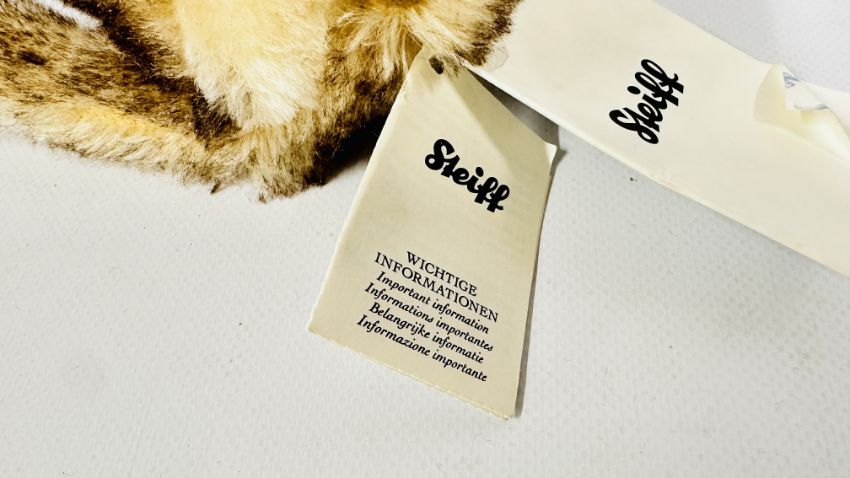 Steiff
WICHTIGE
INFORMATIONEN
Important information
Informations importantes
Belangrijke informatie
Informazione importante
Steiff